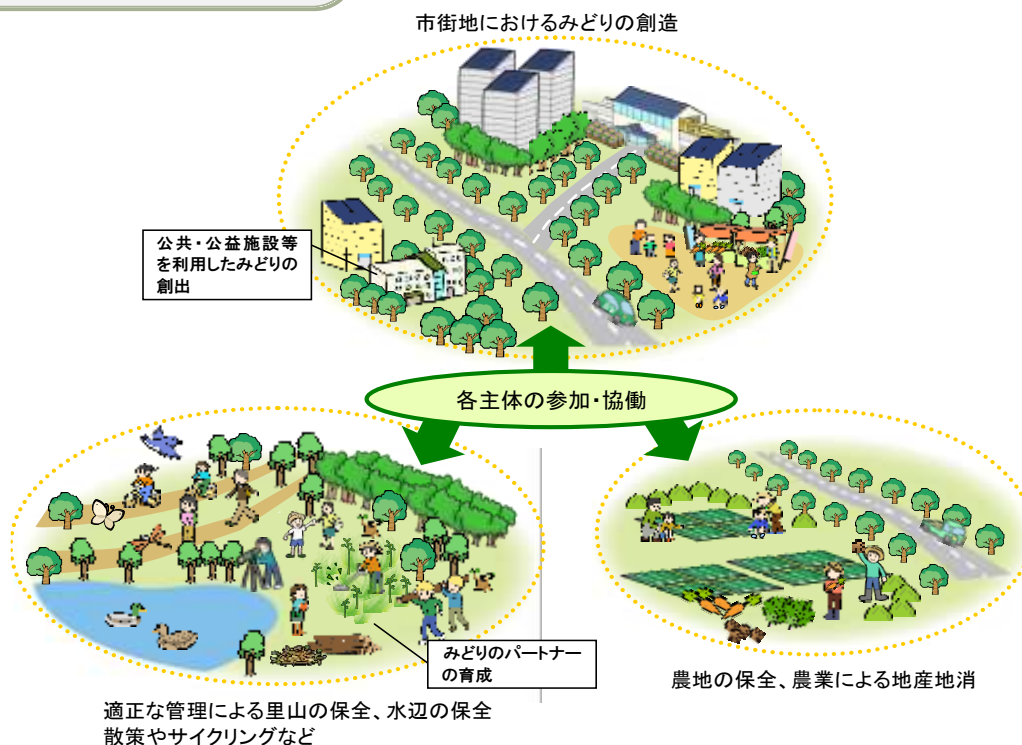 市街地におけるみどりの創造
公共・公益施設等
を利用したみどりの
創出
各主体の参加・協働
みどりのパートナー
の育成
農地の保全、農業による地産地消
適正な管理による里山の保全、水辺の保全
散策やサイクリングなど